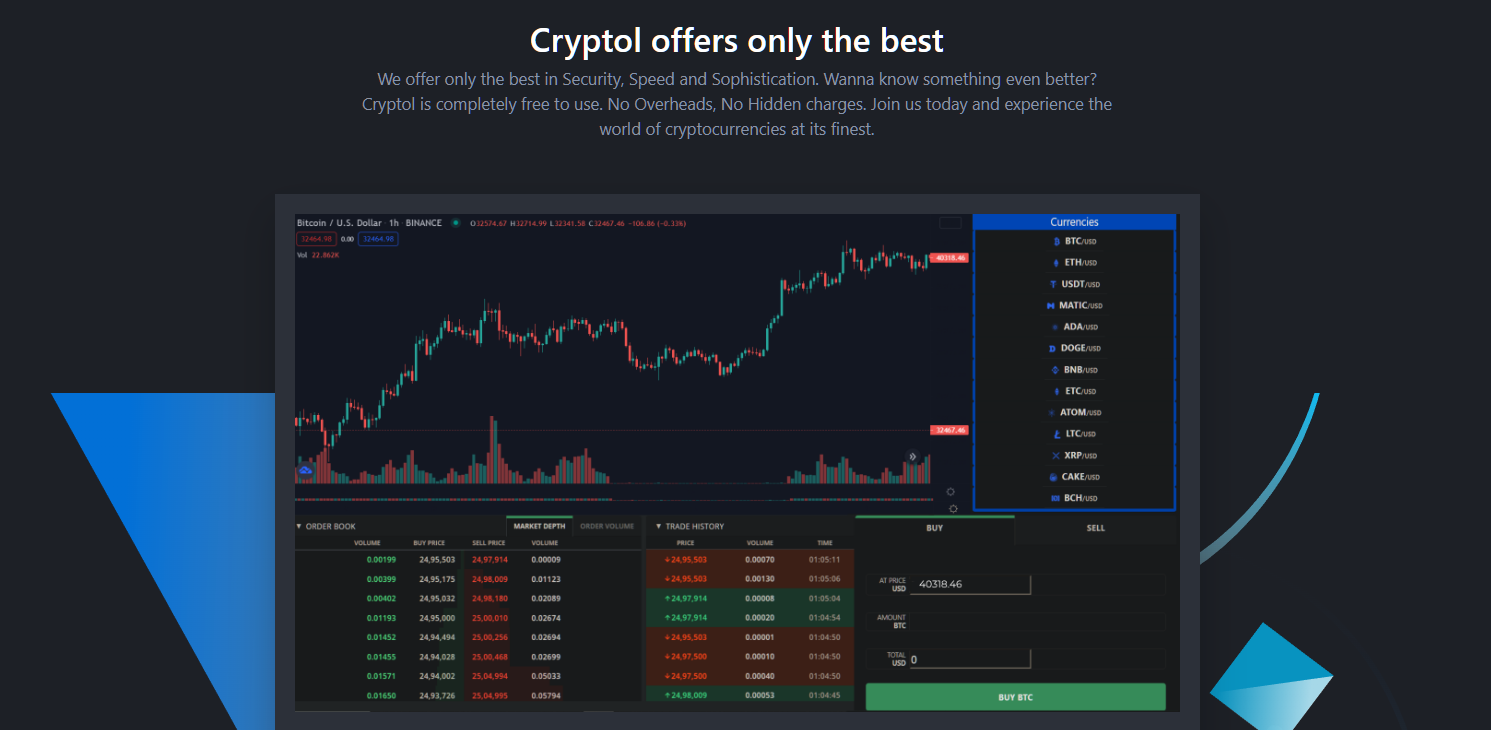 Cryptol offers only the best
We offer only the best in Security, Speed and Sophistication. Wanna know something even better?
Cryptol is completely free to use. No Overheads, No Hidden charges. Join us today and experience the
world of cryptocurrencies at its finest.
Bitcoin / U.S. Dollar · 1h · BINANCE O32574.67 H32714.99 L32341.58 C32467.46 −106.86 (−0.33%)
32464.98 0.00 32464.98
Vol 22.862K
40318.46
32467.46
Currencies
BTC/USD
ETH/USD
USDT/USD
MATIC/USD
ADA/USD
DOGE/USD
BNB/USD
ETC/USD
ATOM/USD
LTC/USD
XRP/USD
CAKE/USD
BCH/USD
▼ ORDER BOOK MARKET DEPTH ORDER VOLUME
VOLUME BUY PRICE SELL PRICE VOLUME
0.00199 24,95,503 24,97,914 0.00009
0.00399 24,95,175 24,98,009 0.01123
0.00402 24,95,032 24,98,180 0.02089
0.01193 24,95,000 25,00,010 0.02674
0.01452 24,94,494 25,00,256 0.02694
0.01455 24,94,028 25,00,468 0.02699
0.01571 24,94,002 25,04,994 0.05033
0.01650 24,93,726 25,04,995 0.05794
▼ TRADE HISTORY
PRICE VOLUME TIME
↓24,95,503 0.00070 01:05:11
↓24,95,503 0.00130 01:05:06
↑24,97,914 0.00008 01:05:04
↑24,97,914 0.00020 01:04:54
↓24,95,503 0.00001 01:04:50
↓24,97,500 0.00010 01:04:50
↓24,97,500 0.00040 01:04:50
↑24,98,009 0.00053 01:04:45
BUY SELL
AT PRICE
USD
40318.46
AMOUNT
BTC
TOTAL
USD
0
BUY BTC